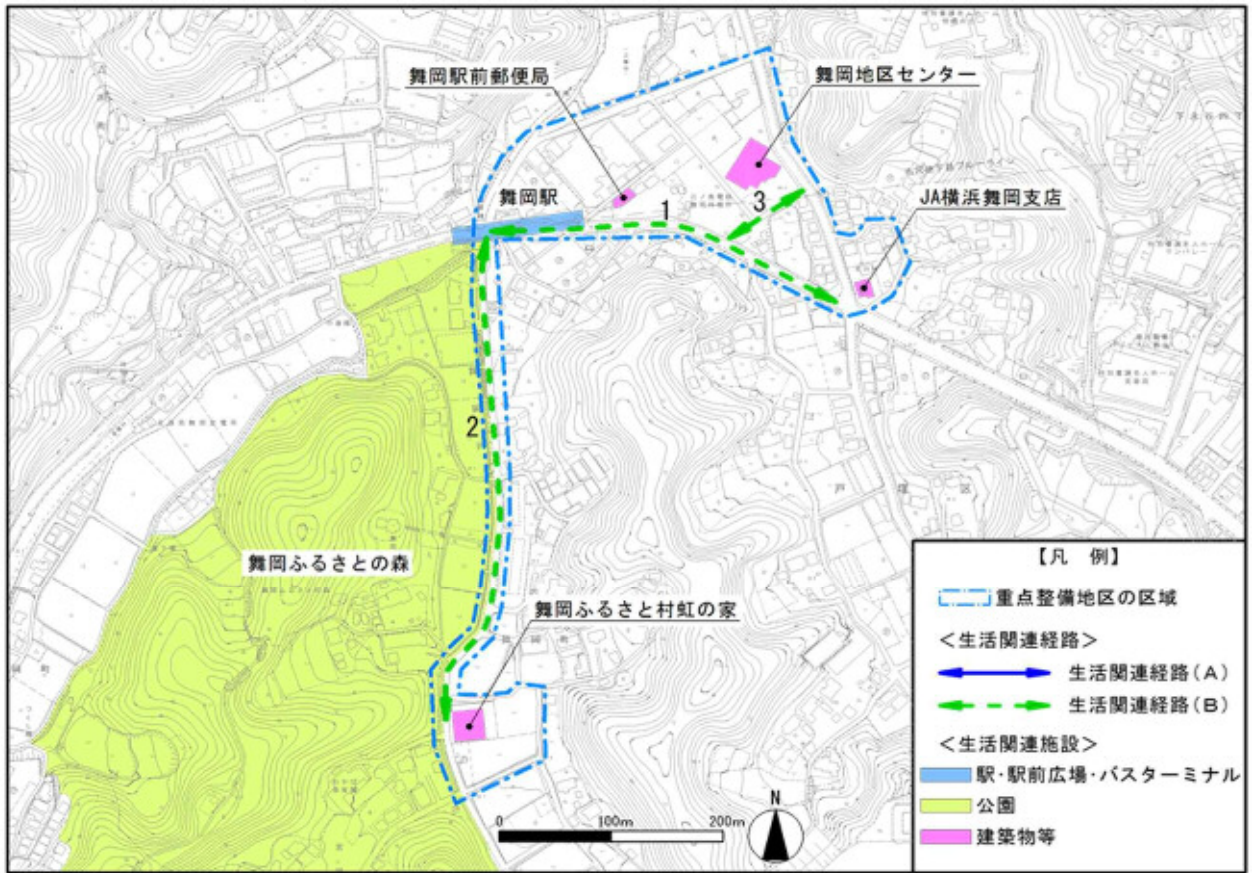 舞岡駅前郵便局
舞岡地区センター
舞岡駅
1
3
JA横浜舞岡支店
2
戸塚区
舞岡ふるさとの森
舞岡ふるさと村虹の家
0
100m
200m
N
【凡 例】
重点整備地区の区域
<生活関連経路>
生活関連経路(A)
生活関連経路(B)
<生活関連施設>
駅・駅前広場・バスターミナル
公園
建築物等